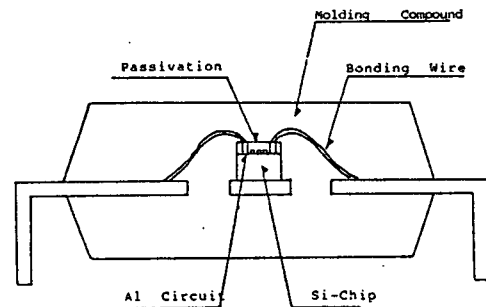 Molding Compound
Passivation
Bonding Wire
Al Circuit
Si-Chip